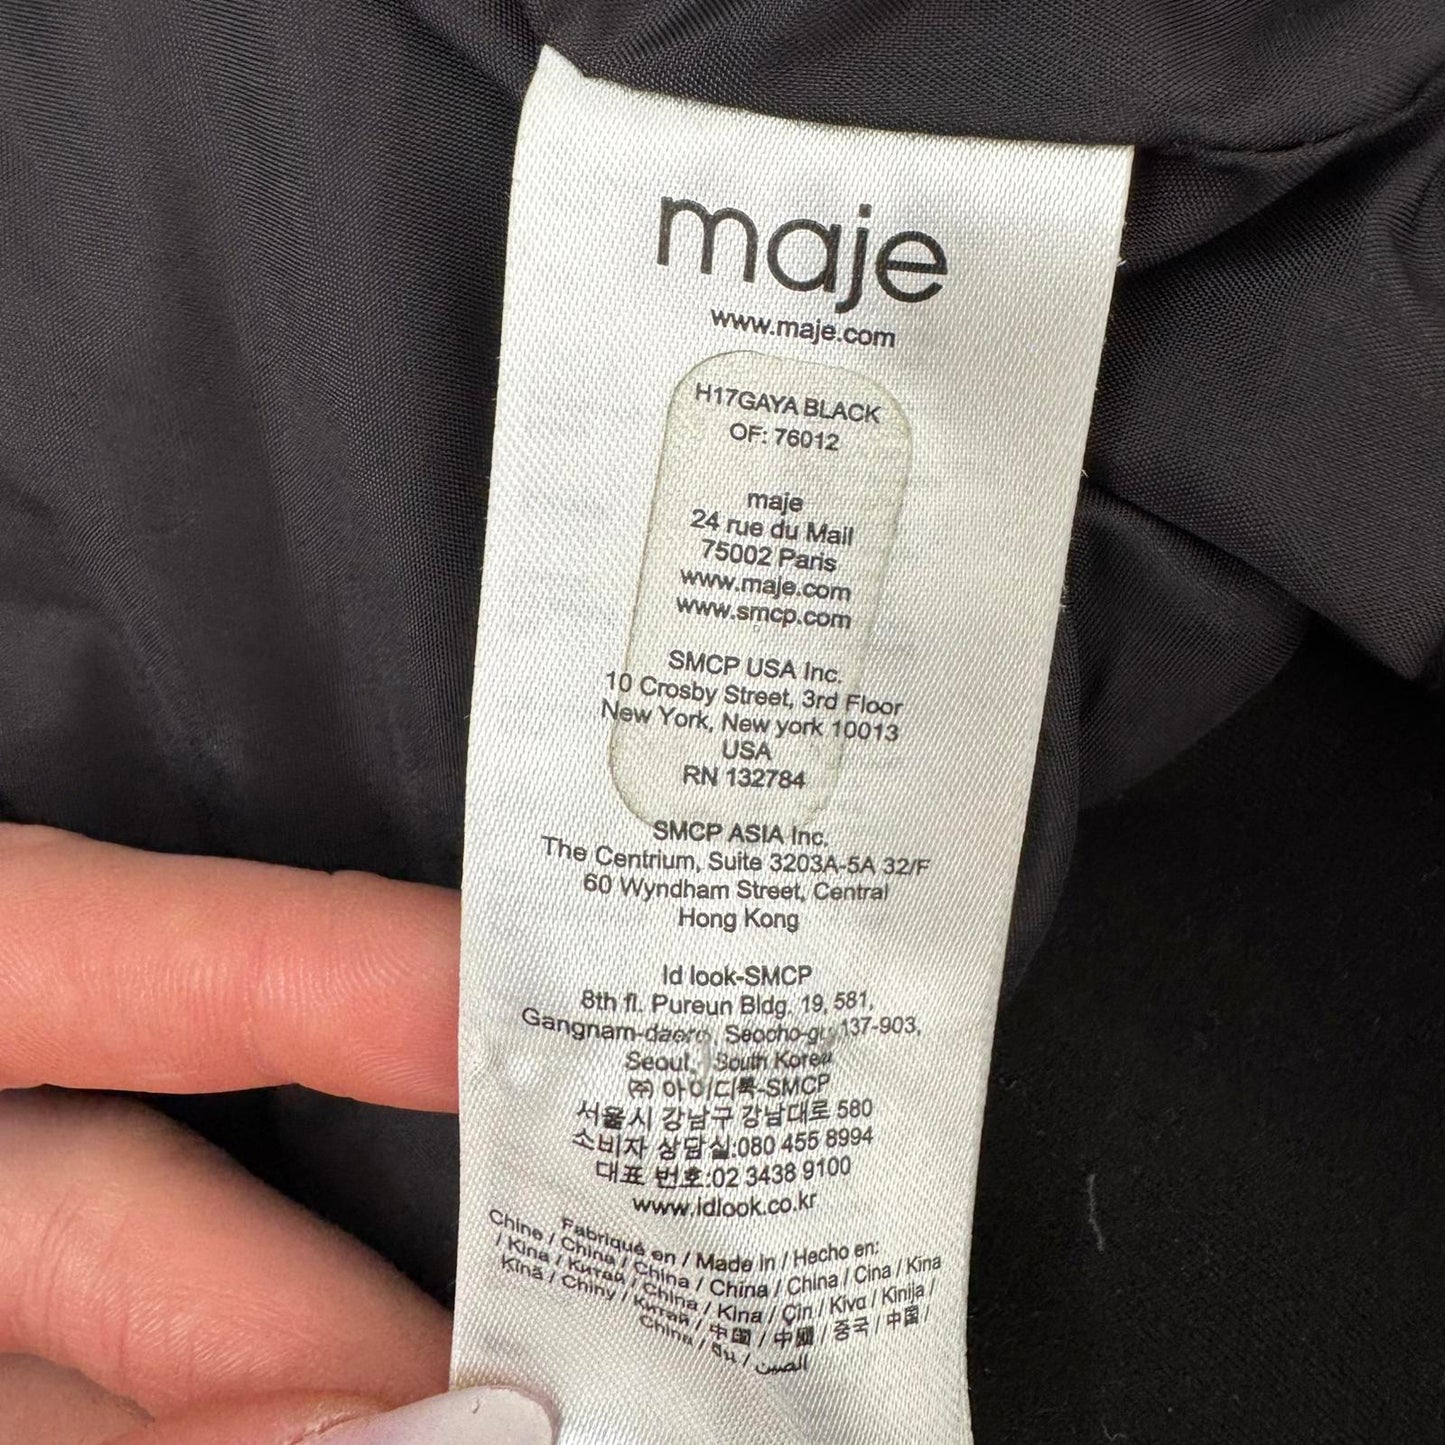 maje
www.maje.com
H17GAYA BLACK
OF: 76012
maje
24 rue du Mail
75002 Paris
www.maje.com
www.smcp.com
SMCP USA Inc.
10 Crosby Street, 3rd Floor
New York, New york 10013
USA
RN 132784
SMCP ASIA Inc.
The Centrium, Suite 3203A-5A 32/F
60 Wyndham Street, Central
Hong Kong
Id look-SMCP
8th fl. Pureun Bldg. 19, 581,
Gangnam-daero, Seocho-gu 137-903,
Seoul, South Korea
㈜ 아이디룩-SMCP
서울시 강남구 강남대로 580
소비자 상담실:080 455 8994
대표 번호:02 3438 9100
www.idlook.co.kr
Fabriqué en / Made in / Hecho en:
Chine / China / China / China / China / Cina / Kina
/ Kina / Китай / China / Kina / Çin / Kíva / Kinija /
Kīnā / Chiny / Китай / 中国 / 中國 / 중국 / 中国 /
China / จีน / الصين